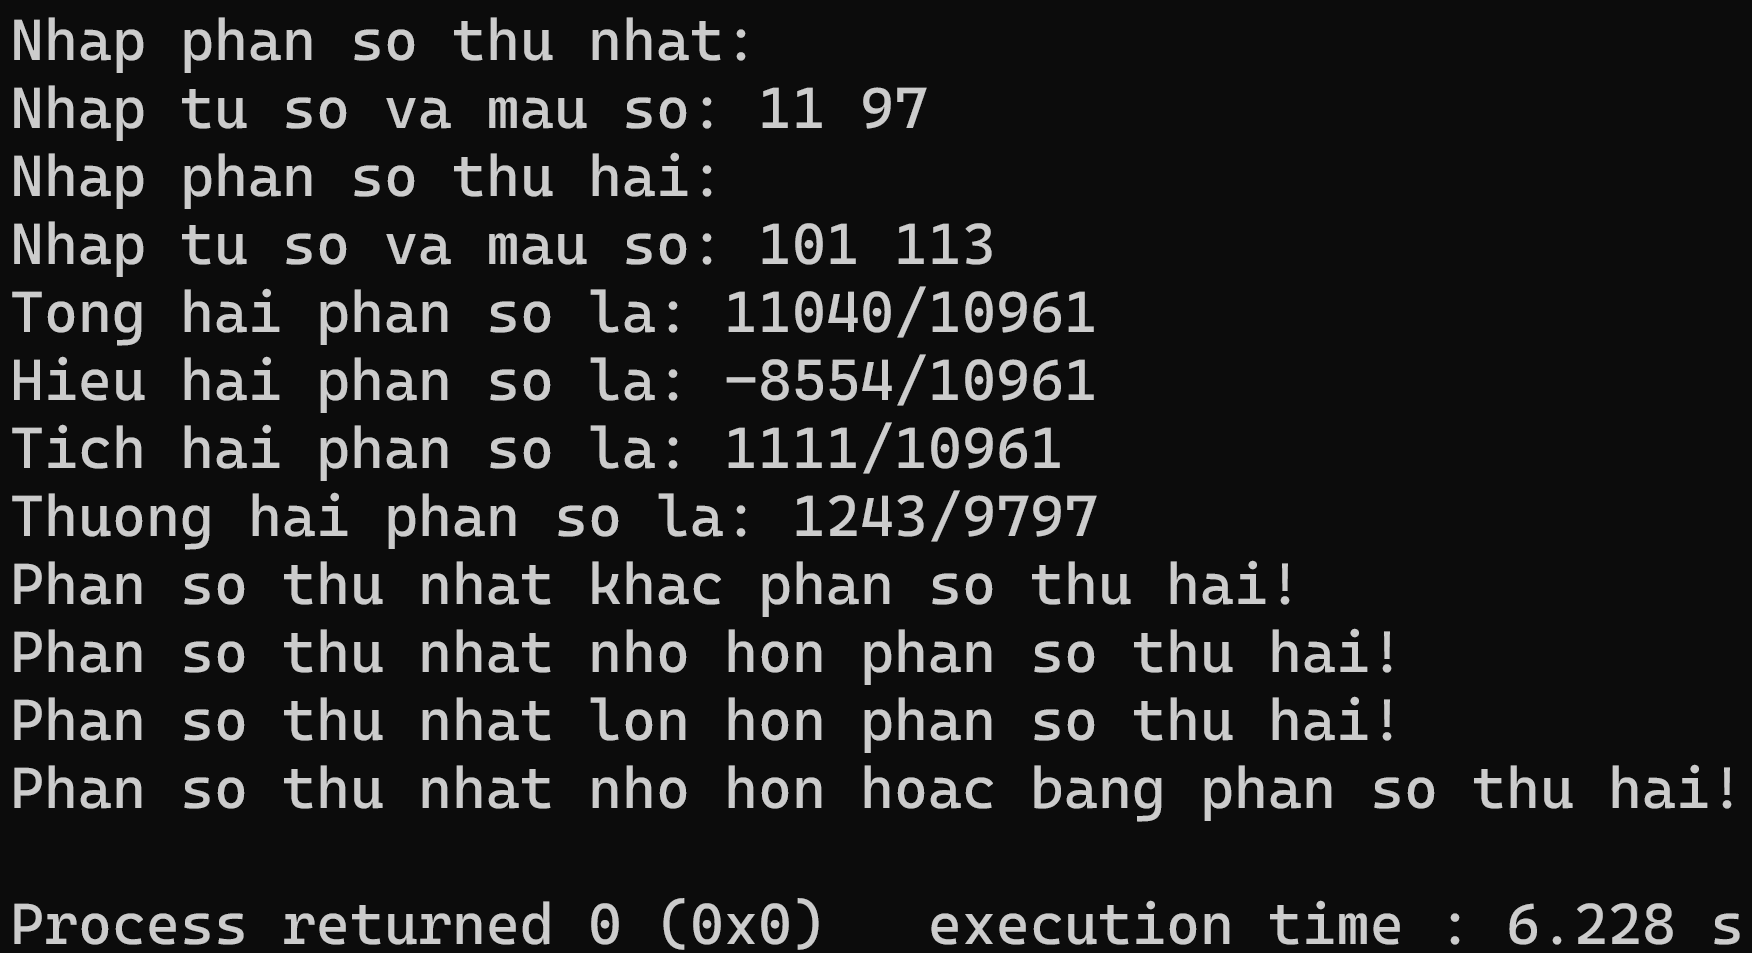 Nhap phan so thu nhat:
Nhap tu so va mau so: 11 97
Nhap phan so thu hai:
Nhap tu so va mau so: 101 113
Tong hai phan so la: 11040/10961
Hieu hai phan so la: -8554/10961
Tich hai phan so la: 1111/10961
Thuong hai phan so la: 1243/9797
Phan so thu nhat khac phan so thu hai!
Phan so thu nhat nho hon phan so thu hai!
Phan so thu nhat lon hon phan so thu hai!
Phan so thu nhat nho hon hoac bang phan so thu hai!
Process returned 0 (0x0)   execution time : 6.228 s